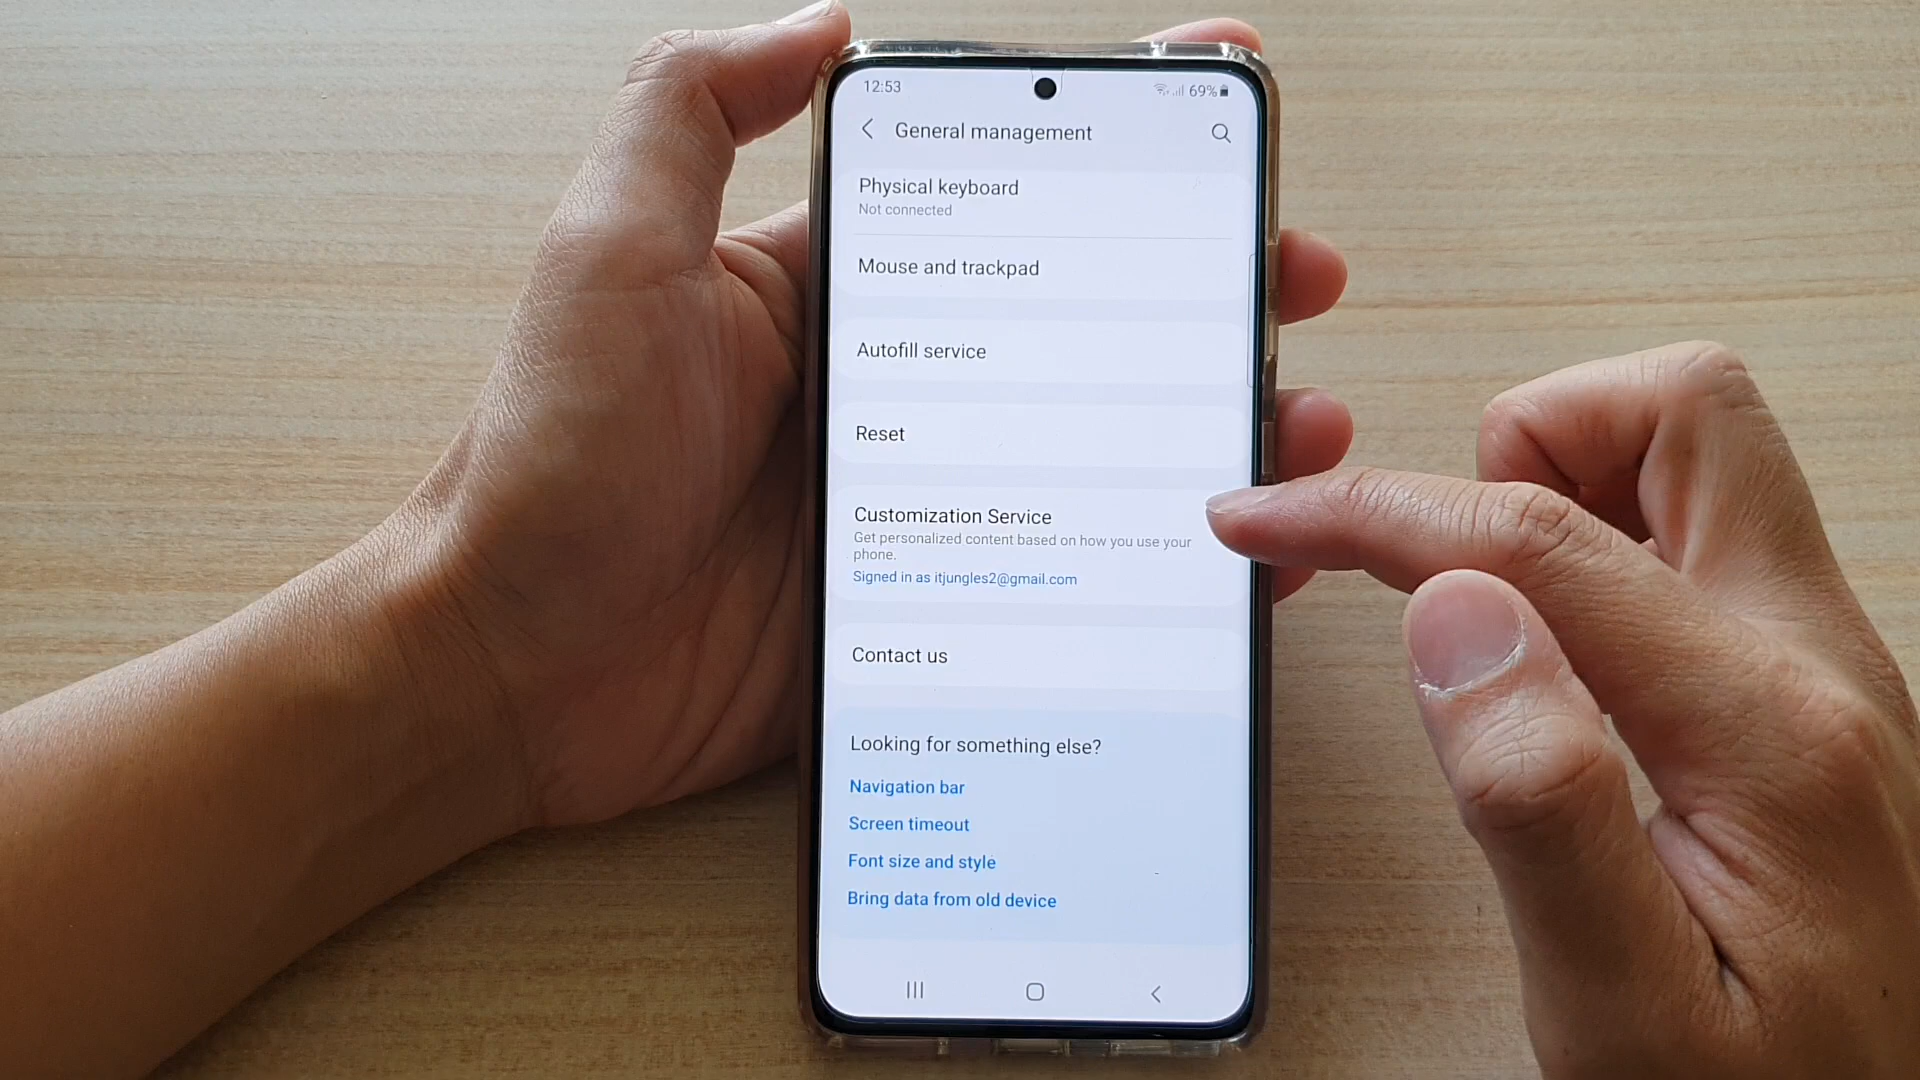 12:53
69%
General management
Physical keyboard
Not connected
Mouse and trackpad
Autofill service
Reset
Customization Service
Get personalized content based on how you use your
phone.
Signed in as itjungles2@gmail.com
Contact us
Looking for something else?
Navigation bar
Screen timeout
Font size and style
Bring data from old device